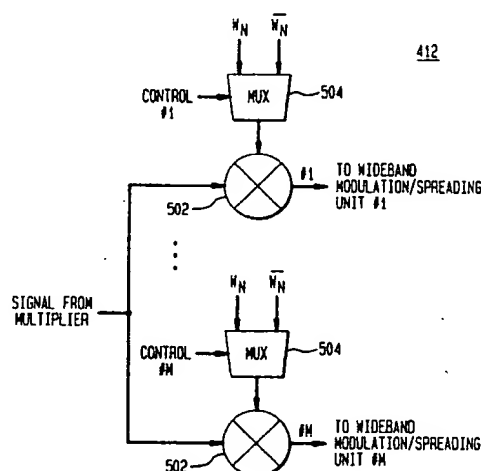 W_N W̅_N
412
CONTROL #1
MUX
504
#1
502
TO WIDEBAND
MODULATION/SPREADING
UNIT #1
W_N W̅_N
SIGNAL FROM
MULTIPLIER
CONTROL #M
MUX
504
#M
502
TO WIDEBAND
MODULATION/SPREADING
UNIT #M